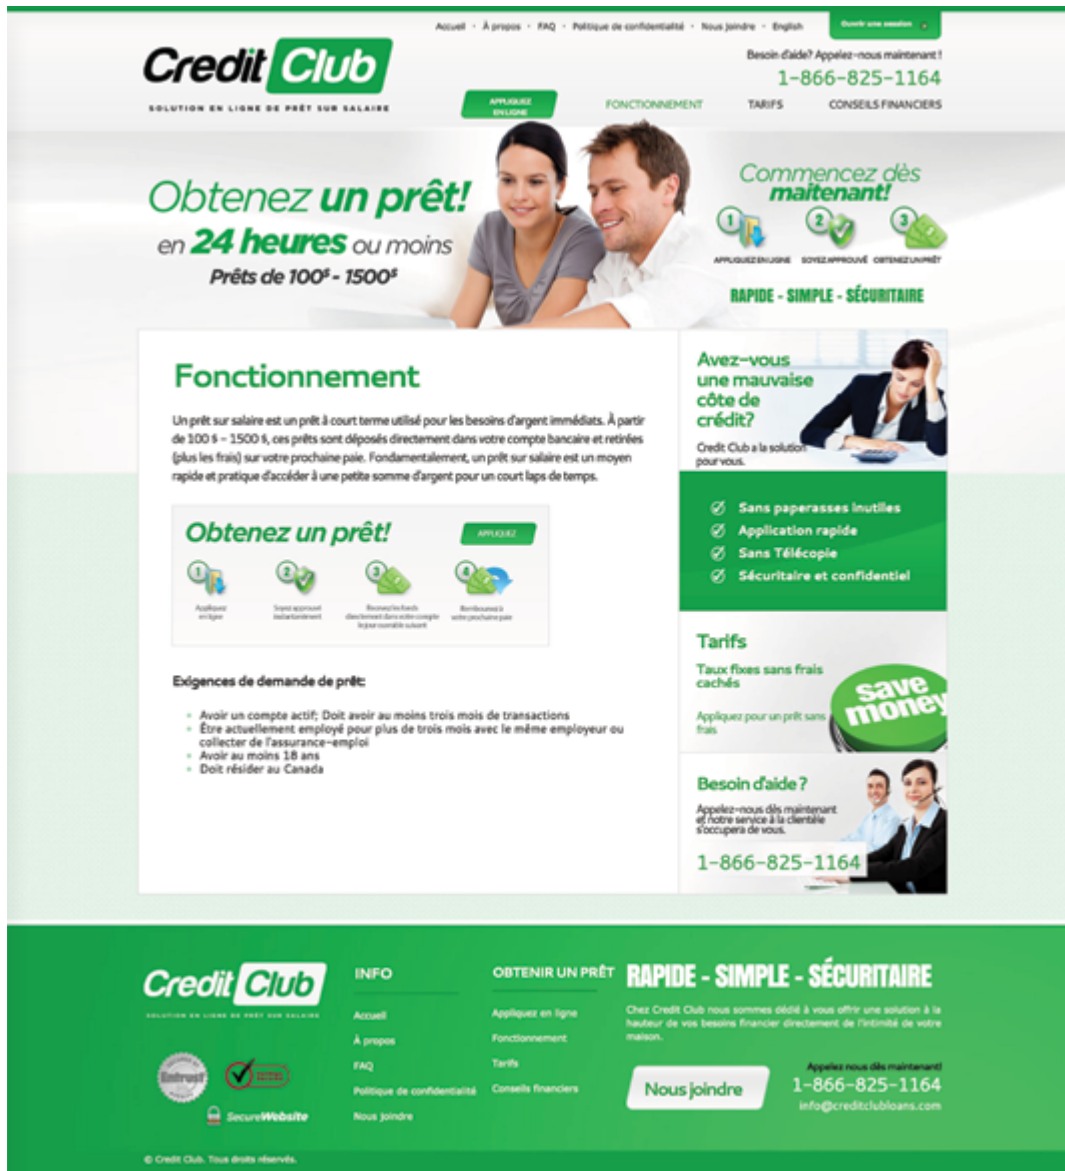 Accueil • À propos • FAQ • Politique de confidentialité • Nous joindre • English
Ouvrir une session
Credit Club
SOLUTION EN LIGNE DE PRÊT SUR SALAIRE
Besoin d'aide? Appelez-nous maintenant !
1-866-825-1164
APPLIQUEZ
EN LIGNE
FONCTIONNEMENT
TARIFS
CONSEILS FINANCIERS
Obtenez un prêt!
en 24 heures ou moins
Prêts de 100$ - 1500$
Commencez dès
maitenant!
1
2
3
APPLIQUEZ EN LIGNE
SOYEZ APPROUVÉ
OBTENEZ UN PRÊT
RAPIDE - SIMPLE - SÉCURITAIRE
Fonctionnement
Un prêt sur salaire est un prêt à court terme utilisé pour les besoins d'argent immédiats. À partir
de 100 $ - 1500 $, ces prêts sont déposés directement dans votre compte bancaire et retirées
(plus les frais) sur votre prochaine paie. Fondamentalement, un prêt sur salaire est un moyen
rapide et pratique d'accéder à une petite somme d'argent pour un court laps de temps.
Obtenez un prêt!
APPLIQUEZ
1
2
3
4
Appliquez
en ligne
Soyez approuvé
instantanément
Recevez les fonds
directement dans votre compte
le jour ouvrable suivant
Remboursez à
votre prochaine paie
Exigences de demande de prêt:
Avoir un compte actif; Doit avoir au moins trois mois de transactions
Être actuellement employé pour plus de trois mois avec le même employeur ou
collecter de l'assurance-emploi
Avoir au moins 18 ans
Doit résider au Canada
Avez-vous
une mauvaise
côte de
crédit?
Credit Club a la solution
pour vous.
Sans paperasses inutiles
Application rapide
Sans Télécopie
Sécuritaire et confidentiel
Tarifs
Taux fixes sans frais
cachés
Appliquez pour un prêt sans
frais
save
money
Besoin d'aide ?
Appelez-nous dès maintenant
et notre service à la clientèle
s'occupera de vous.
1-866-825-1164
Credit Club
SOLUTION EN LIGNE DE PRÊT SUR SALAIRE
Entrust
SecureWebsite
INFO
Accueil
À propos
FAQ
Politique de confidentialité
Nous joindre
OBTENIR UN PRÊT
Appliquez en ligne
Fonctionnement
Tarifs
Conseils financiers
RAPIDE - SIMPLE - SÉCURITAIRE
Chez Credit Club nous sommes dédié à vous offrir une solution à la
hauteur de vos besoins financier directement de l'intimité de votre
maison.
Nous joindre
Appelez nous dès maintenant!
1-866-825-1164
info@creditclubloans.com
© Credit Club. Tous droits réservés.